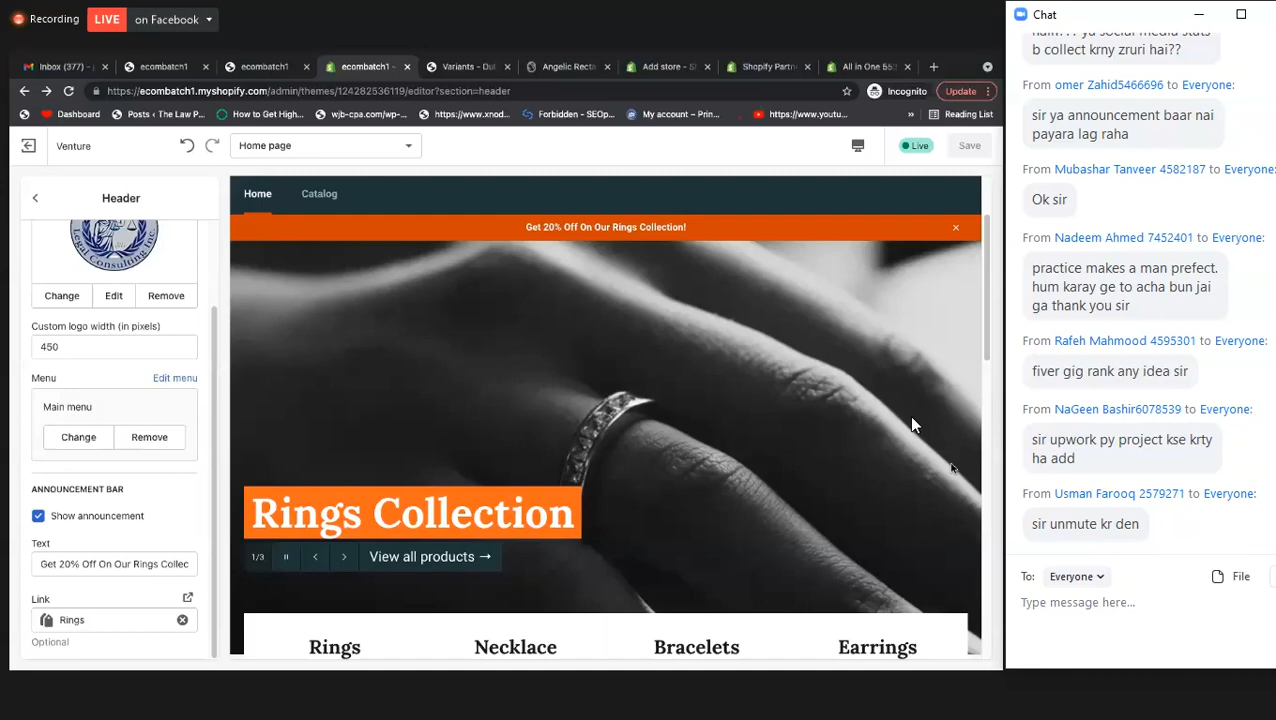 Recording
LIVE
on Facebook
Inbox (377) -
ecombatch1
ecombatch1
ecombatch1 -
Variants - Dul
Angelic Recta
Add store - S
Shopify Partn
All in One 553
https://ecombatch1.myshopify.com/admin/themes/124282536119/editor?section=header
Incognito
Update
Dashboard
Posts ‹ The Law P...
How to Get High...
wjb-cpa.com/wp-...
https://www.xnod...
Forbidden - SEOp...
My account – Prin...
https://www.youtu...
»
Reading List
Venture
Home page
Live
Save
Header
Change
Edit
Remove
Custom logo width (in pixels)
450
Menu
Edit menu
Main menu
Change
Remove
ANNOUNCEMENT BAR
Show announcement
Text
Get 20% Off On Our Rings Collec
Link
Rings
Optional
Home
Catalog
Get 20% Off On Our Rings Collection!
Rings Collection
1/3
View all products →
Rings
Necklace
Bracelets
Earrings
Chat
b collect krny zruri hai??
From omer Zahid5466696 to Everyone:
sir ya announcement baar nai
payara lag raha
From Mubashar Tanveer 4582187 to Everyone:
Ok sir
From Nadeem Ahmed 7452401 to Everyone:
practice makes a man prefect.
hum karay ge to acha bun jai
ga thank you sir
From Rafeh Mahmood 4595301 to Everyone:
fiver gig rank any idea sir
From NaGeen Bashir6078539 to Everyone:
sir upwork py project kse krty
ha add
From Usman Farooq 2579271 to Everyone:
sir unmute kr den
To:
Everyone
File
Type message here...